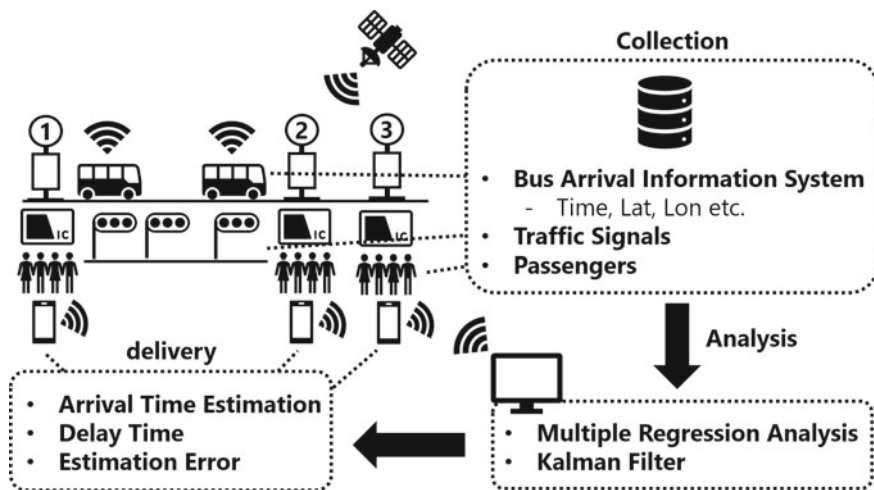 Collection
1
2
3
• Bus Arrival Information System
- Time, Lat, Lon etc.
• Traffic Signals
• Passengers
IC
IC
IC
delivery
Analysis
• Arrival Time Estimation
• Delay Time
• Estimation Error
• Multiple Regression Analysis
• Kalman Filter